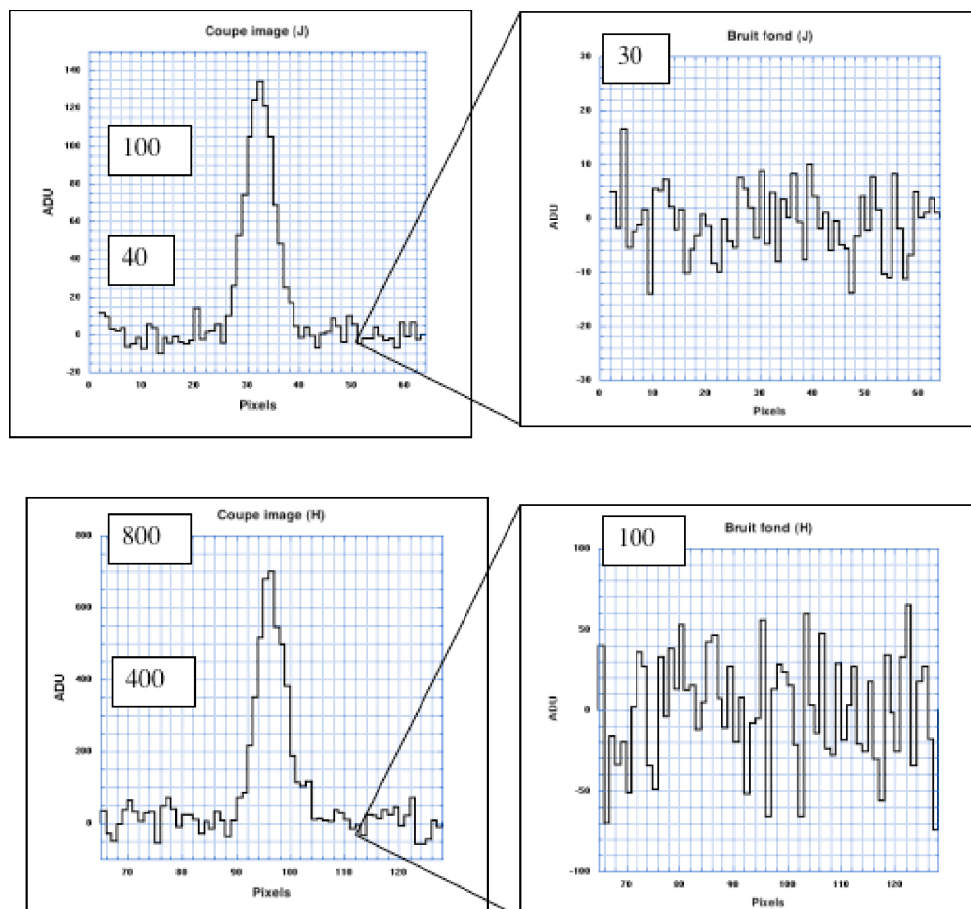 Coupe image (J)
140
120
100
100
80
60
40
40
20
0
-20
ADU
0 10 20 30 40 50 60
Pixels
Bruit fond (J)
30
30
20
10
0
-10
-20
-30
ADU
0 10 20 30 40 50 60
Pixels
Coupe image (H)
800
800
600
400
400
200
0
ADU
70 80 90 100 110 120
Pixels
Bruit fond (H)
100
100
50
0
-50
-100
ADU
70 80 90 100 110 120
Pixels